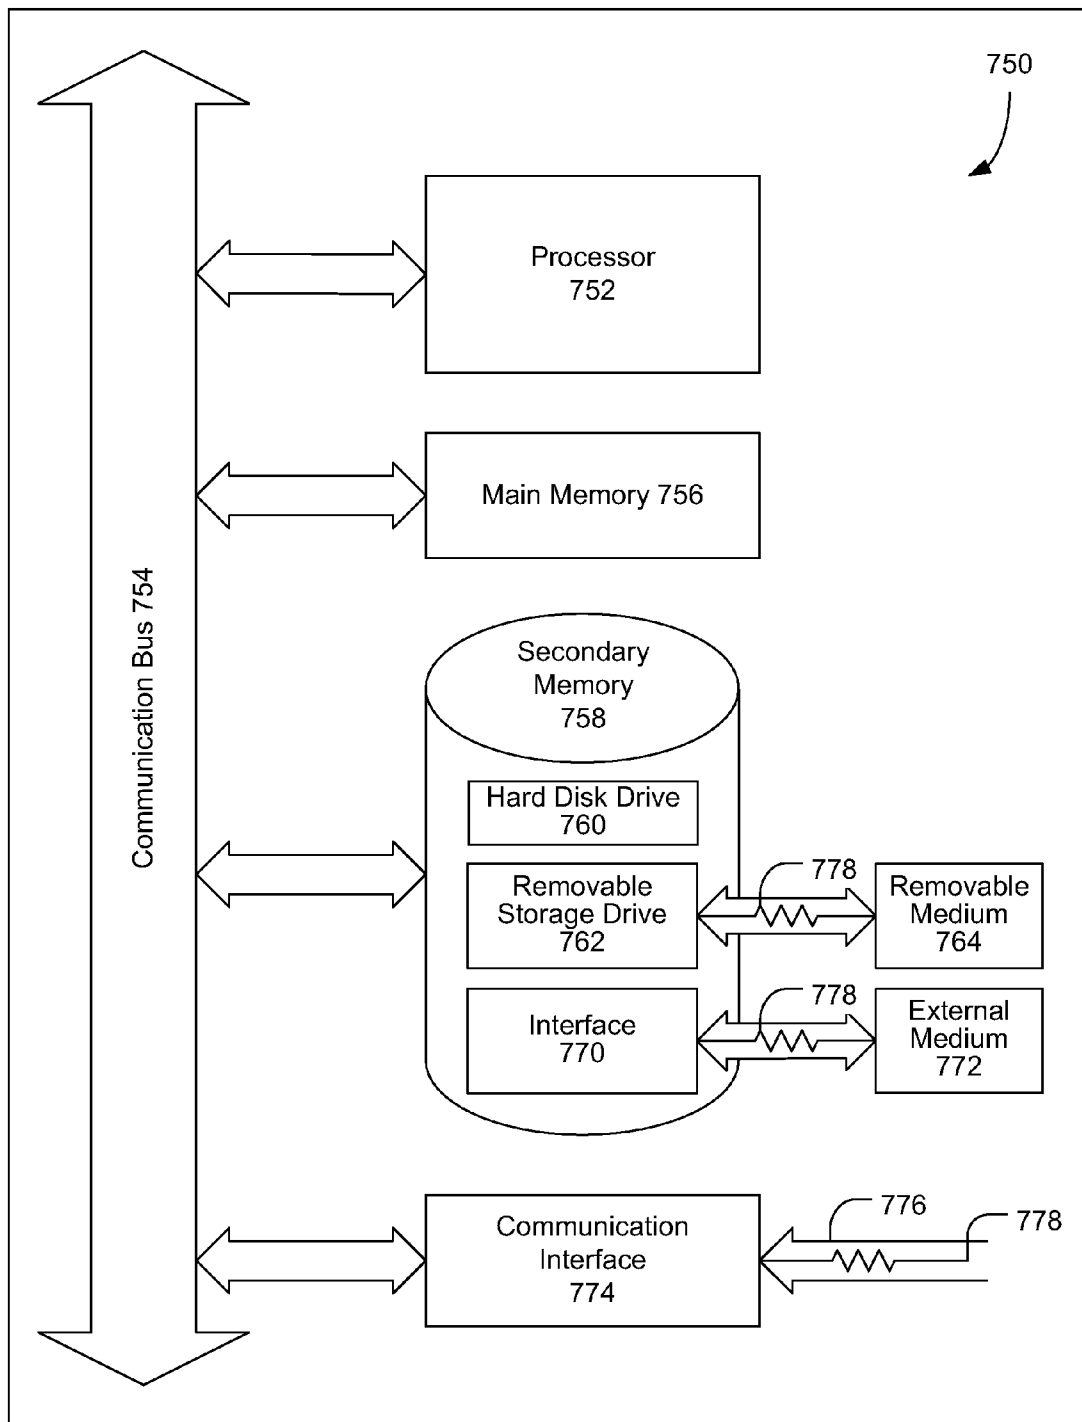 750
Processor
752
Main Memory 756
Communication Bus 754
Secondary
Memory
758
Hard Disk Drive
760
Removable
Storage Drive
762
778
Removable
Medium
764
Interface
770
778
External
Medium
772
Communication
Interface
774
776
778